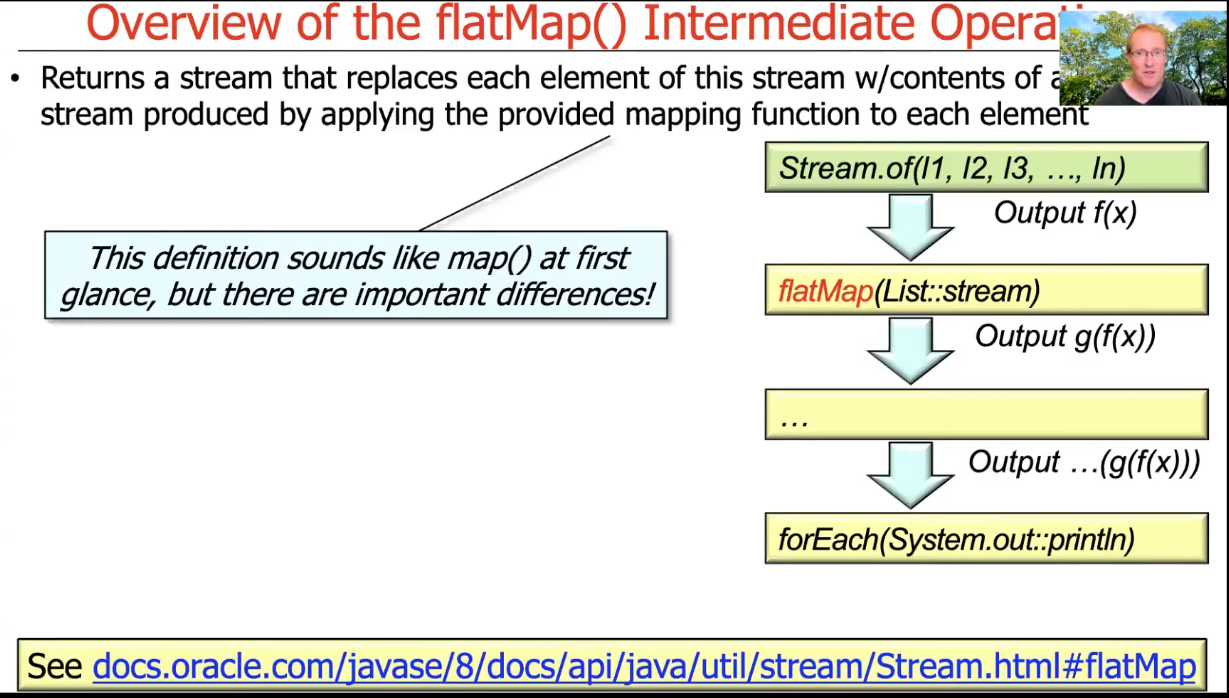 Overview of the flatMap() Intermediate
• Returns a stream that replaces each element of this stream w/contents of
stream produced by applying the provided mapping function to each element
This definition sounds like map() at first
glance, but there are important differences!
Stream.of(l1, l2, l3, …, ln)
Output f(x)
flatMap(List::stream)
Output g(f(x))
…
Output …(g(f(x)))
forEach(System.out::println)
See docs.oracle.com/javase/8/docs/api/java/util/stream/Stream.html#flatMap